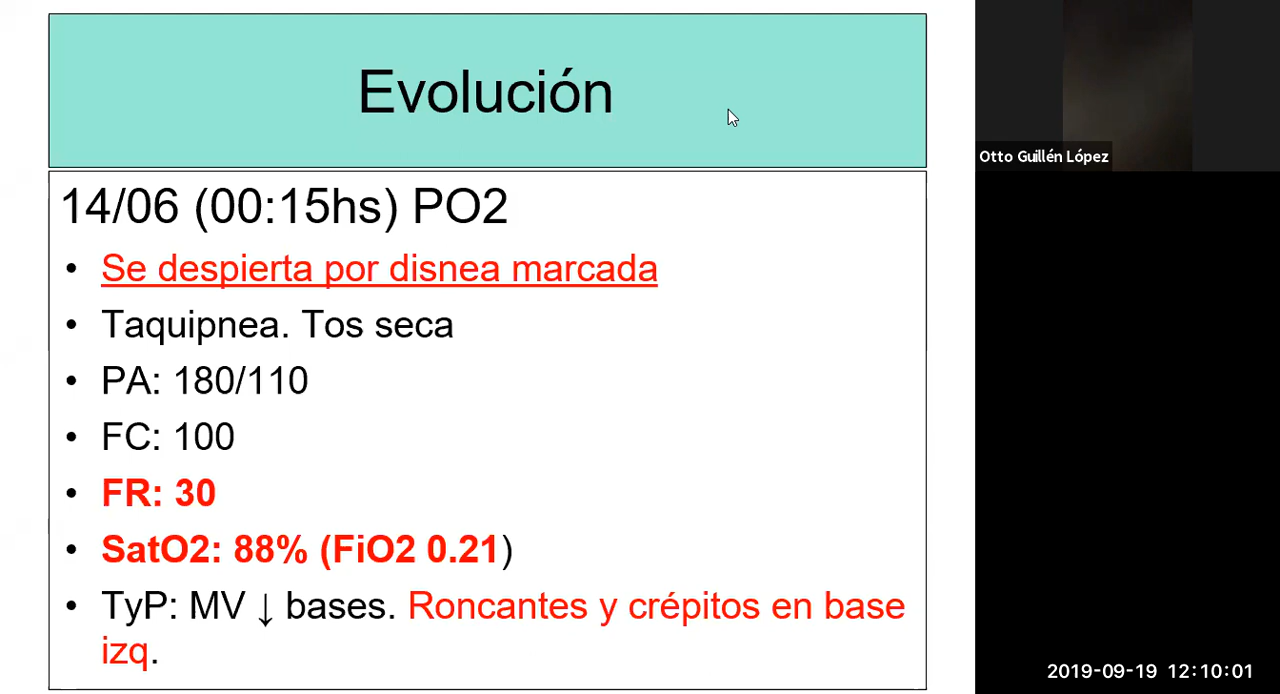 Evolución
14/06 (00:15hs) PO2
• Se despierta por disnea marcada
• Taquipnea. Tos seca
• PA: 180/110
• FC: 100
• FR: 30
• SatO2: 88% (FiO2 0.21)
• TyP: MV ↓ bases. Roncantes y crépitos en base
izq.
Otto Guillén López
2019-09-19 12:10:01